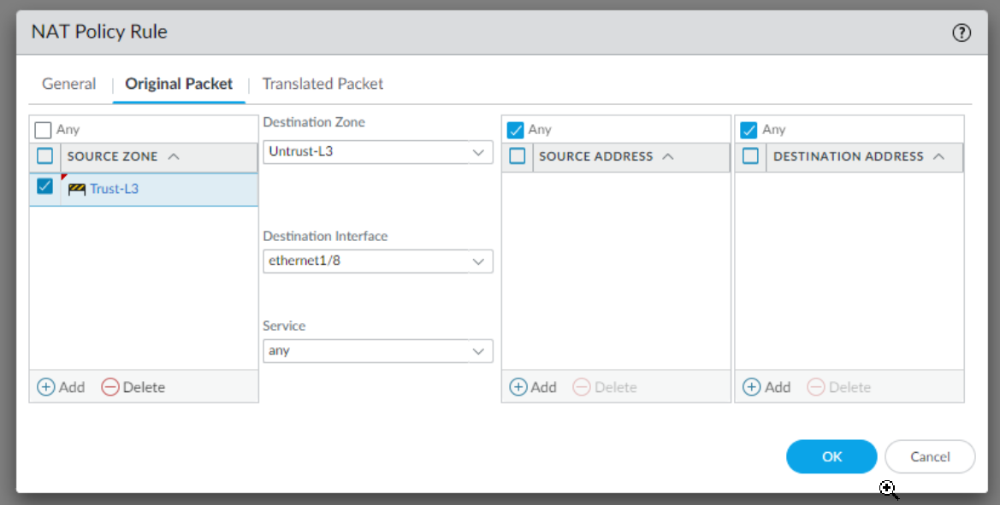 NAT Policy Rule
General
Original Packet
Translated Packet
Any
SOURCE ZONE
Trust-L3
Add
Delete
Destination Zone
Untrust-L3
Destination Interface
ethernet1/8
Service
any
Any
SOURCE ADDRESS
Add
Delete
Any
DESTINATION ADDRESS
Add
Delete
OK
Cancel